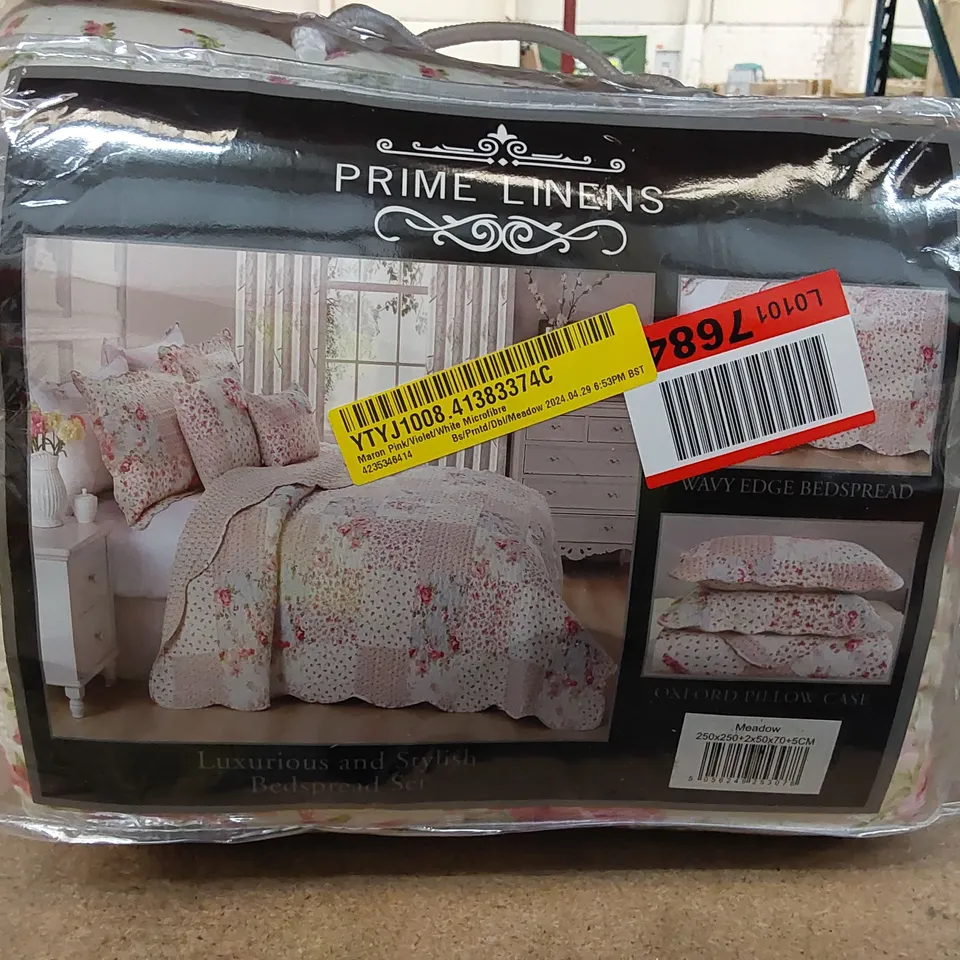 PRIME LINENS
YTYJ1008.41383374C
Maron Pink/Violet/White Microfibre
Bs/Prntd/Dbl/Meadow 2024.04.29 6:53PM BST
4235346414
L0101 7684
WAVY EDGE BEDSPREAD
OXFORD PILLOW CASE
Luxurious and Stylish
Bedspread Set
Meadow
250x250+2x50x70+5CM